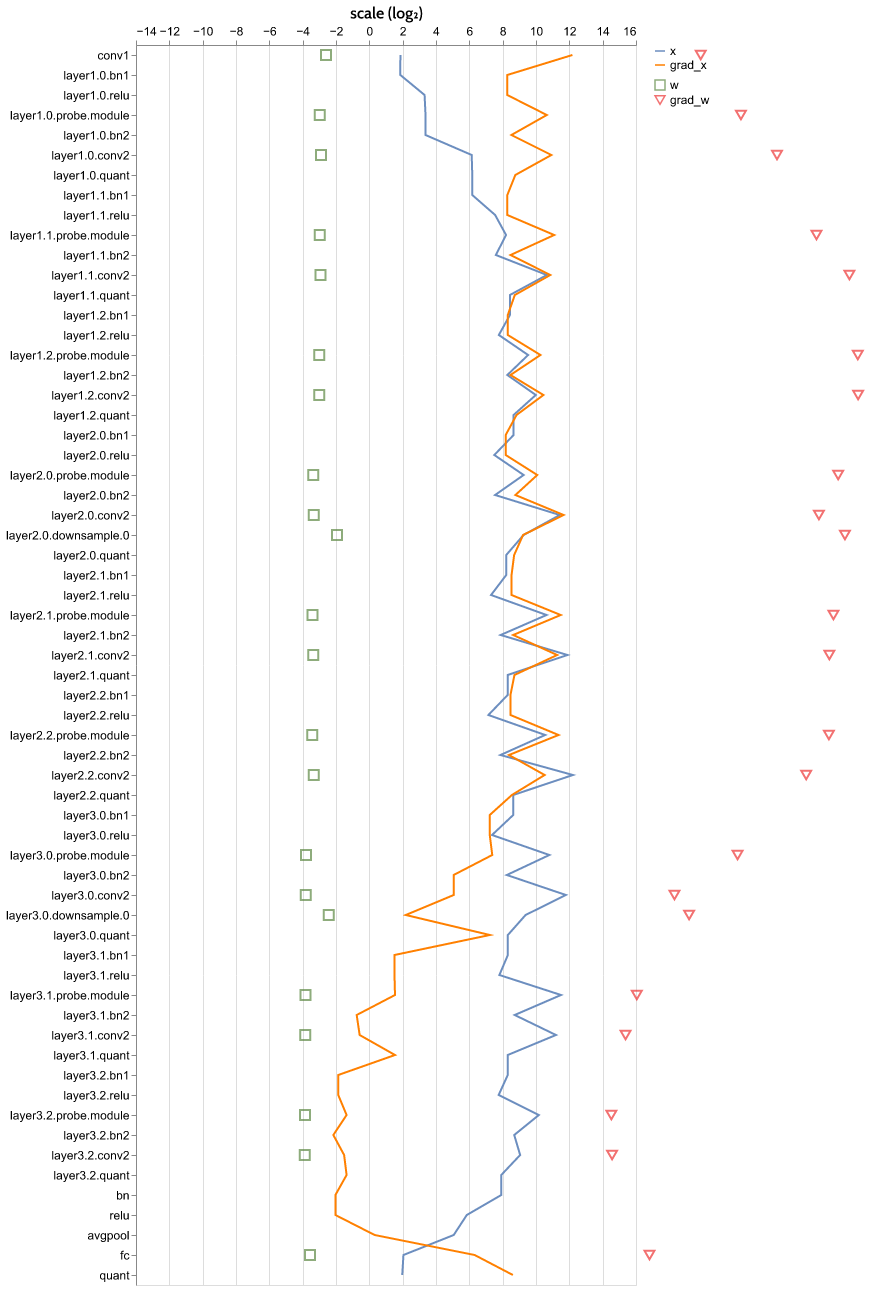 scale (log₂)
−14 −12 −10 −8 −6 −4 −2 0 2 4 6 8 10 12 14 16
x
grad_x
w
grad_w
conv1
layer1.0.bn1
layer1.0.relu
layer1.0.probe.module
layer1.0.bn2
layer1.0.conv2
layer1.0.quant
layer1.1.bn1
layer1.1.relu
layer1.1.probe.module
layer1.1.bn2
layer1.1.conv2
layer1.1.quant
layer1.2.bn1
layer1.2.relu
layer1.2.probe.module
layer1.2.bn2
layer1.2.conv2
layer1.2.quant
layer2.0.bn1
layer2.0.relu
layer2.0.probe.module
layer2.0.bn2
layer2.0.conv2
layer2.0.downsample.0
layer2.0.quant
layer2.1.bn1
layer2.1.relu
layer2.1.probe.module
layer2.1.bn2
layer2.1.conv2
layer2.1.quant
layer2.2.bn1
layer2.2.relu
layer2.2.probe.module
layer2.2.bn2
layer2.2.conv2
layer2.2.quant
layer3.0.bn1
layer3.0.relu
layer3.0.probe.module
layer3.0.bn2
layer3.0.conv2
layer3.0.downsample.0
layer3.0.quant
layer3.1.bn1
layer3.1.relu
layer3.1.probe.module
layer3.1.bn2
layer3.1.conv2
layer3.1.quant
layer3.2.bn1
layer3.2.relu
layer3.2.probe.module
layer3.2.bn2
layer3.2.conv2
layer3.2.quant
bn
relu
avgpool
fc
quant